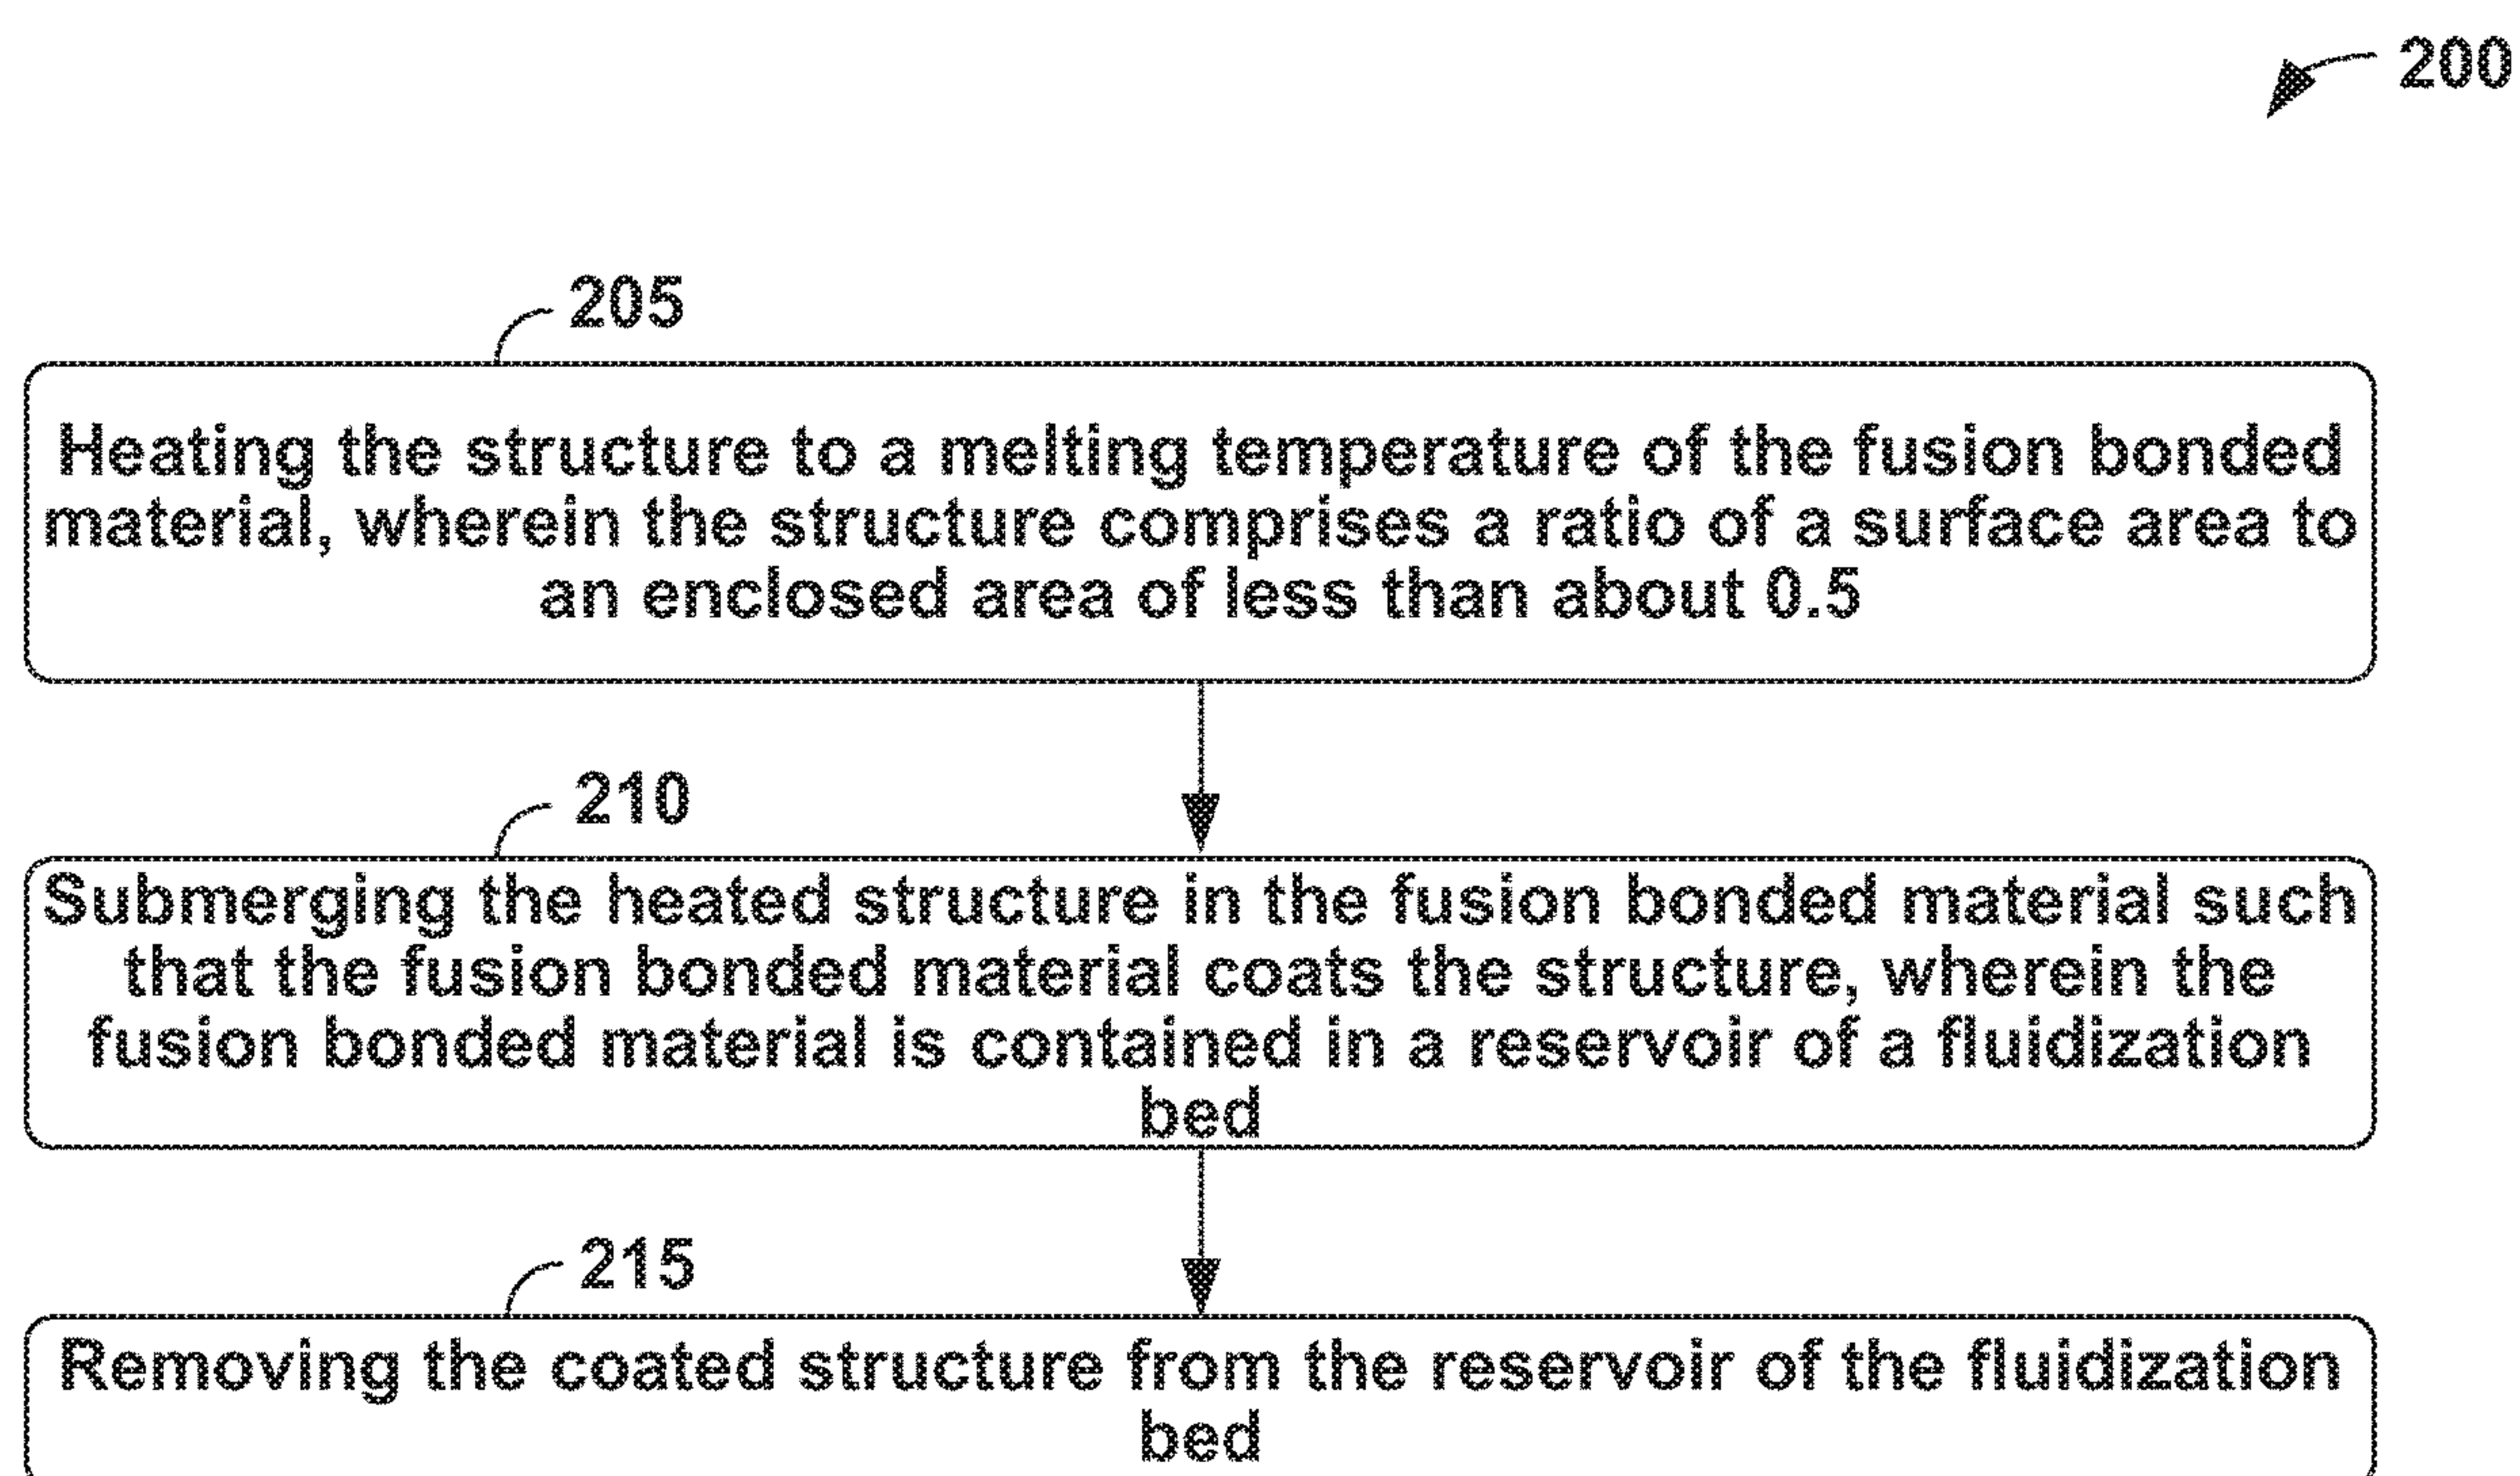 200
205
Heating the structure to a melting temperature of the fusion bonded
material, wherein the structure comprises a ratio of a surface area to
an enclosed area of less than about 0.5
210
Submerging the heated structure in the fusion bonded material such
that the fusion bonded material coats the structure, wherein the
fusion bonded material is contained in a reservoir of a fluidization
bed
215
Removing the coated structure from the reservoir of the fluidization
bed